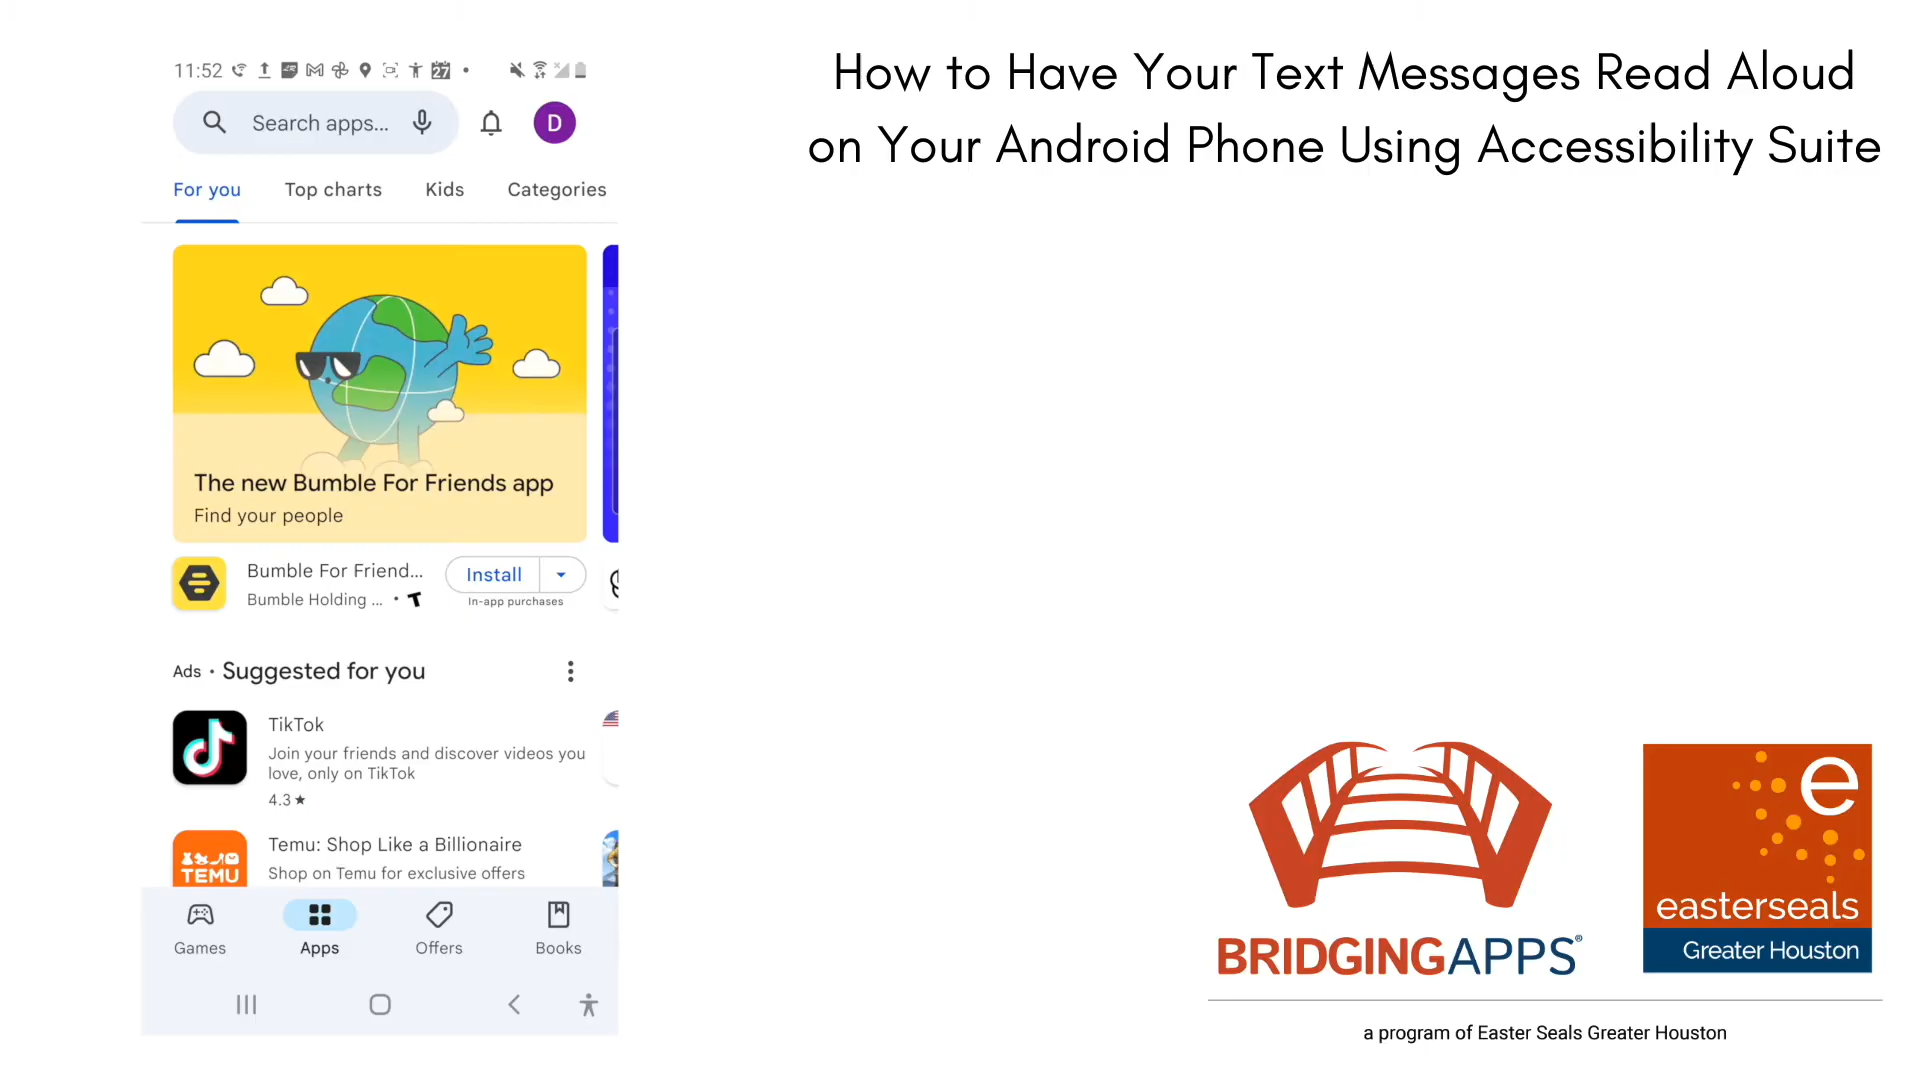 11:52
27
Search apps...
D
For you
Top charts
Kids
Categories
The new Bumble For Friends app
Find your people
Bumble For Friend...
Bumble Holding ... •
Install
In-app purchases
Ads • Suggested for you
TikTok
Join your friends and discover videos you
love, only on TikTok
4.3★
Temu: Shop Like a Billionaire
Shop on Temu for exclusive offers
TEMU
Games
Apps
Offers
Books
How to Have Your Text Messages Read Aloud
on Your Android Phone Using Accessibility Suite
BRIDGINGAPPS®
e
easterseals
Greater Houston
a program of Easter Seals Greater Houston